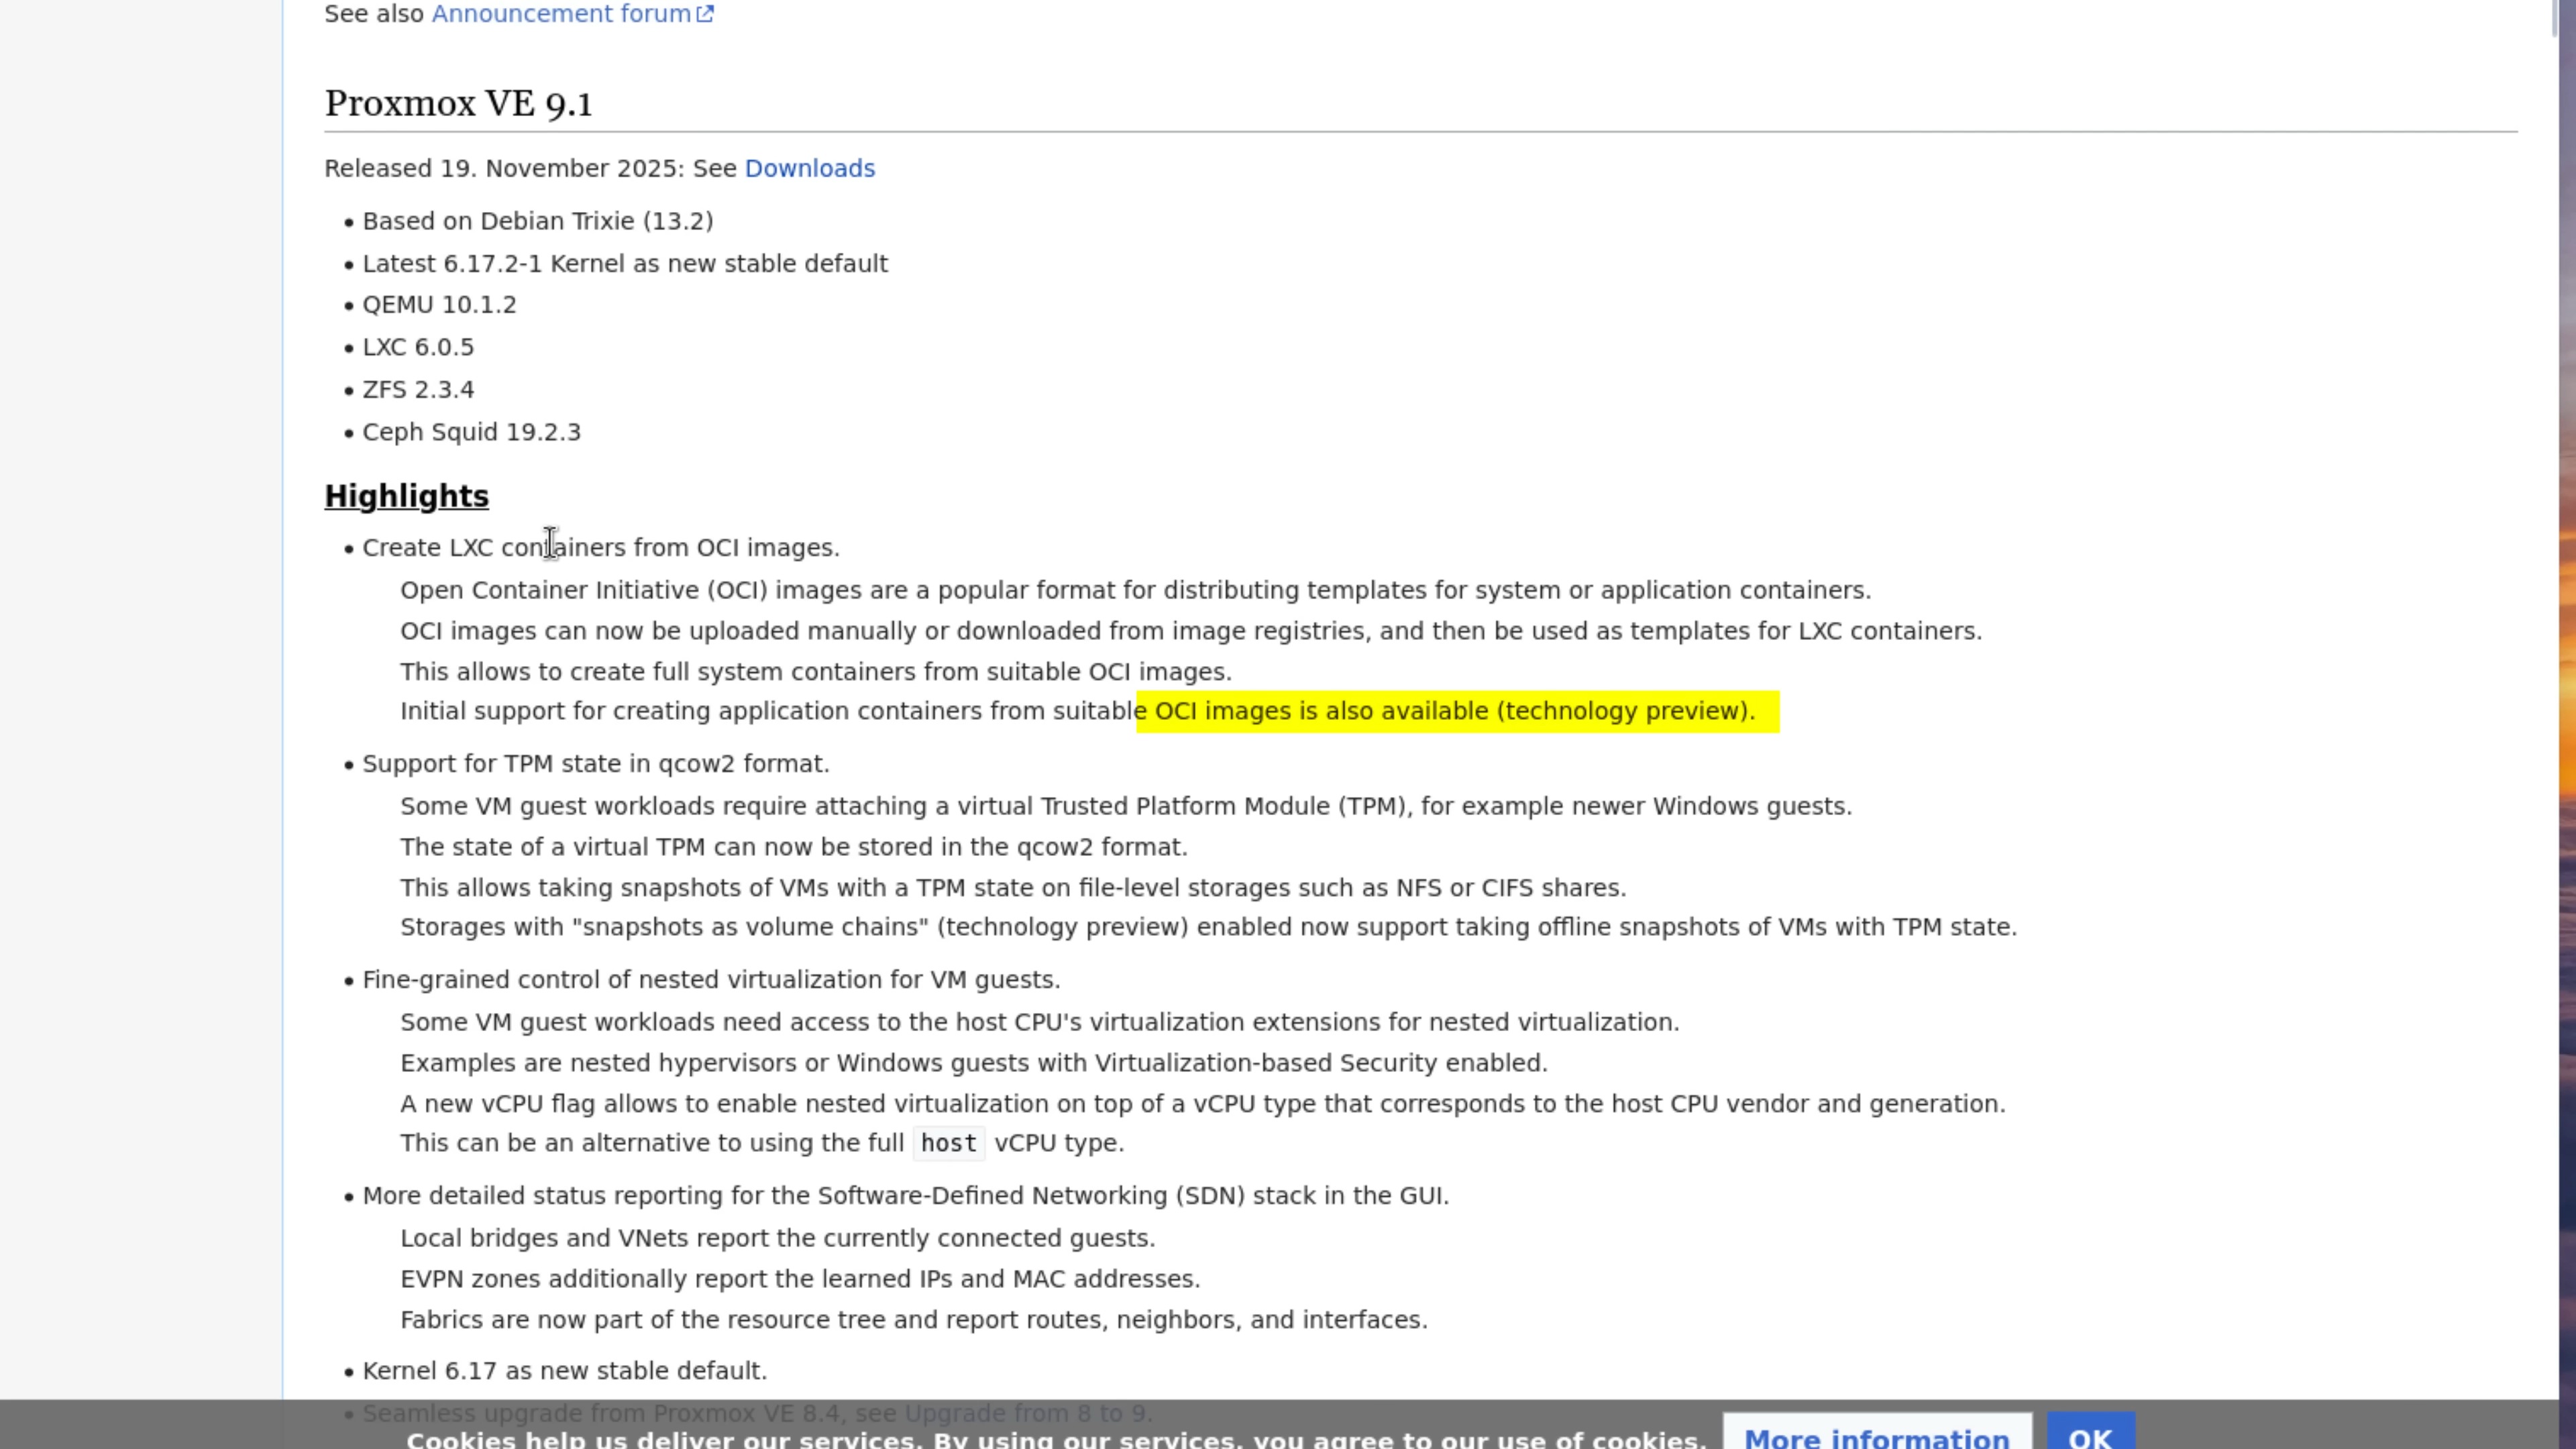 See also Announcement forum
Proxmox VE 9.1
Released 19. November 2025: See Downloads
• Based on Debian Trixie (13.2)
• Latest 6.17.2-1 Kernel as new stable default
• QEMU 10.1.2
• LXC 6.0.5
• ZFS 2.3.4
• Ceph Squid 19.2.3
Highlights
• Create LXC containers from OCI images.
Open Container Initiative (OCI) images are a popular format for distributing templates for system or application containers.
OCI images can now be uploaded manually or downloaded from image registries, and then be used as templates for LXC containers.
This allows to create full system containers from suitable OCI images.
Initial support for creating application containers from suitable OCI images is also available (technology preview).
• Support for TPM state in qcow2 format.
Some VM guest workloads require attaching a virtual Trusted Platform Module (TPM), for example newer Windows guests.
The state of a virtual TPM can now be stored in the qcow2 format.
This allows taking snapshots of VMs with a TPM state on file-level storages such as NFS or CIFS shares.
Storages with "snapshots as volume chains" (technology preview) enabled now support taking offline snapshots of VMs with TPM state.
• Fine-grained control of nested virtualization for VM guests.
Some VM guest workloads need access to the host CPU's virtualization extensions for nested virtualization.
Examples are nested hypervisors or Windows guests with Virtualization-based Security enabled.
A new vCPU flag allows to enable nested virtualization on top of a vCPU type that corresponds to the host CPU vendor and generation.
This can be an alternative to using the full host vCPU type.
• More detailed status reporting for the Software-Defined Networking (SDN) stack in the GUI.
Local bridges and VNets report the currently connected guests.
EVPN zones additionally report the learned IPs and MAC addresses.
Fabrics are now part of the resource tree and report routes, neighbors, and interfaces.
• Kernel 6.17 as new stable default.
• Seamless upgrade from Proxmox VE 8.4, see Upgrade from 8 to 9.
Cookies help us deliver our services. By using our services, you agree to our use of cookies. More information OK